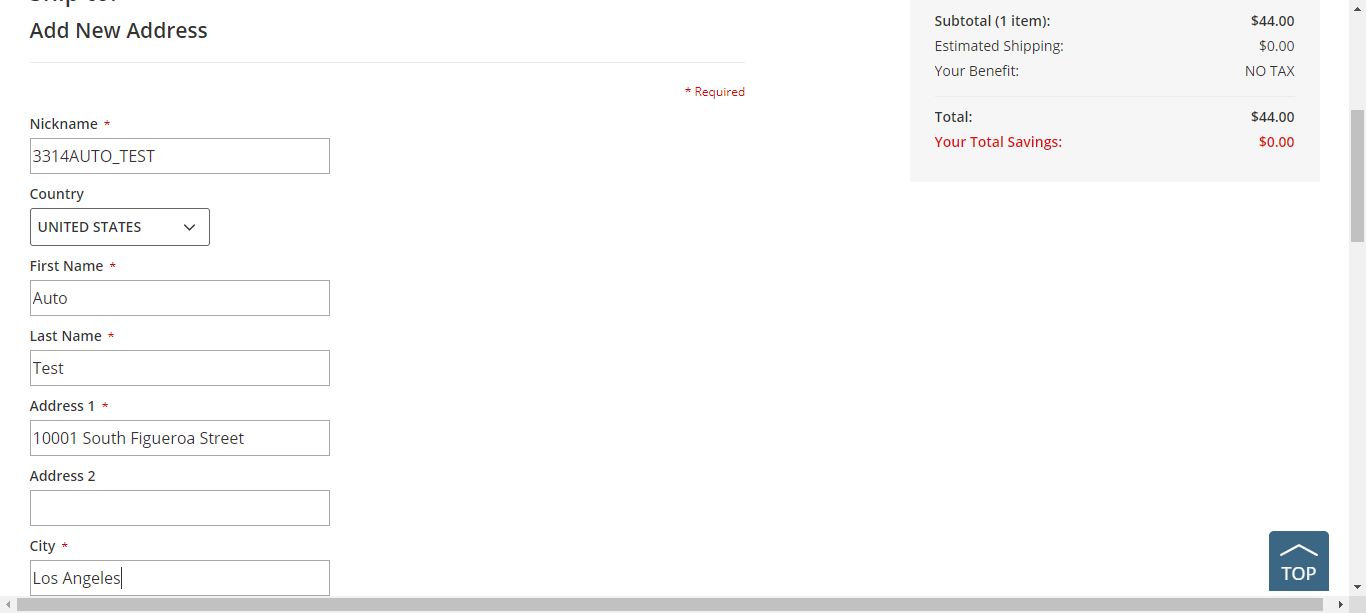 Add New Address
* Required
Nickname *
3314AUTO_TEST
Country
UNITED STATES
First Name *
Auto
Last Name *
Test
Address 1 *
10001 South Figueroa Street
Address 2
City *
Los Angeles
Subtotal (1 item): $44.00
Estimated Shipping: $0.00
Your Benefit: NO TAX
Total: $44.00
Your Total Savings: $0.00
TOP